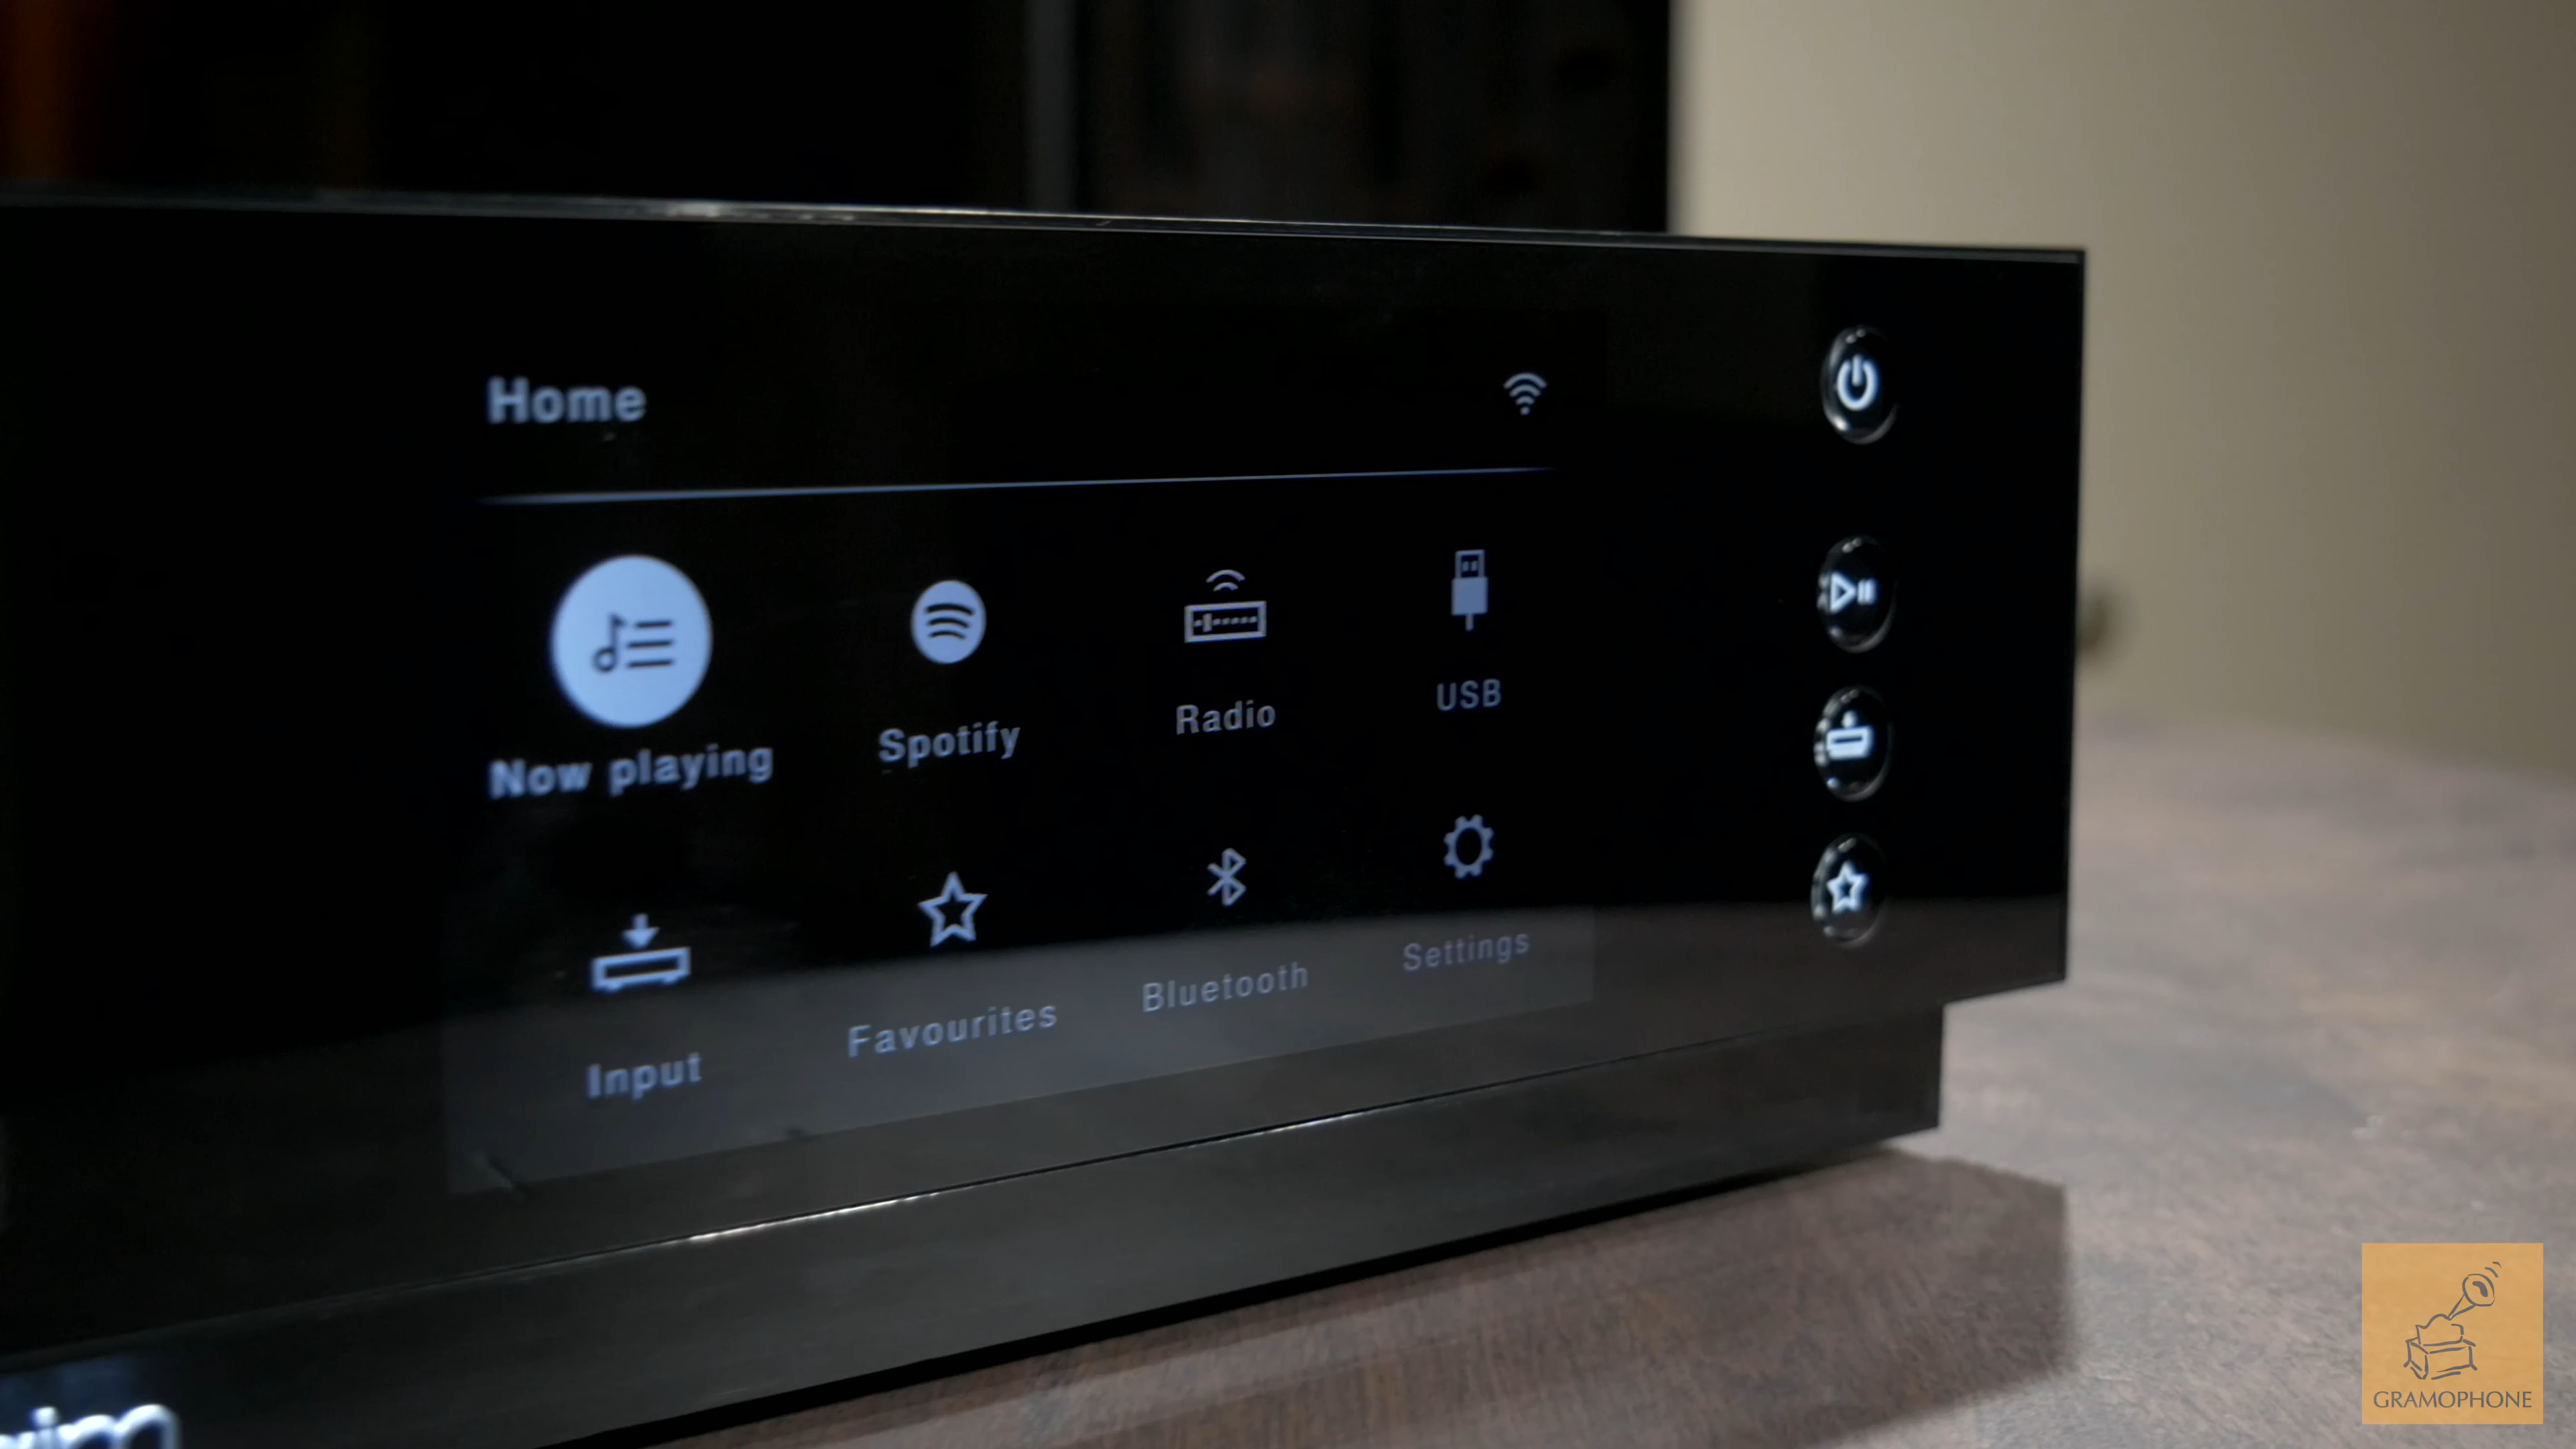 Home
Now playing
Spotify
Radio
USB
Input
Favourites
Bluetooth
Settings
GRAMOPHONE